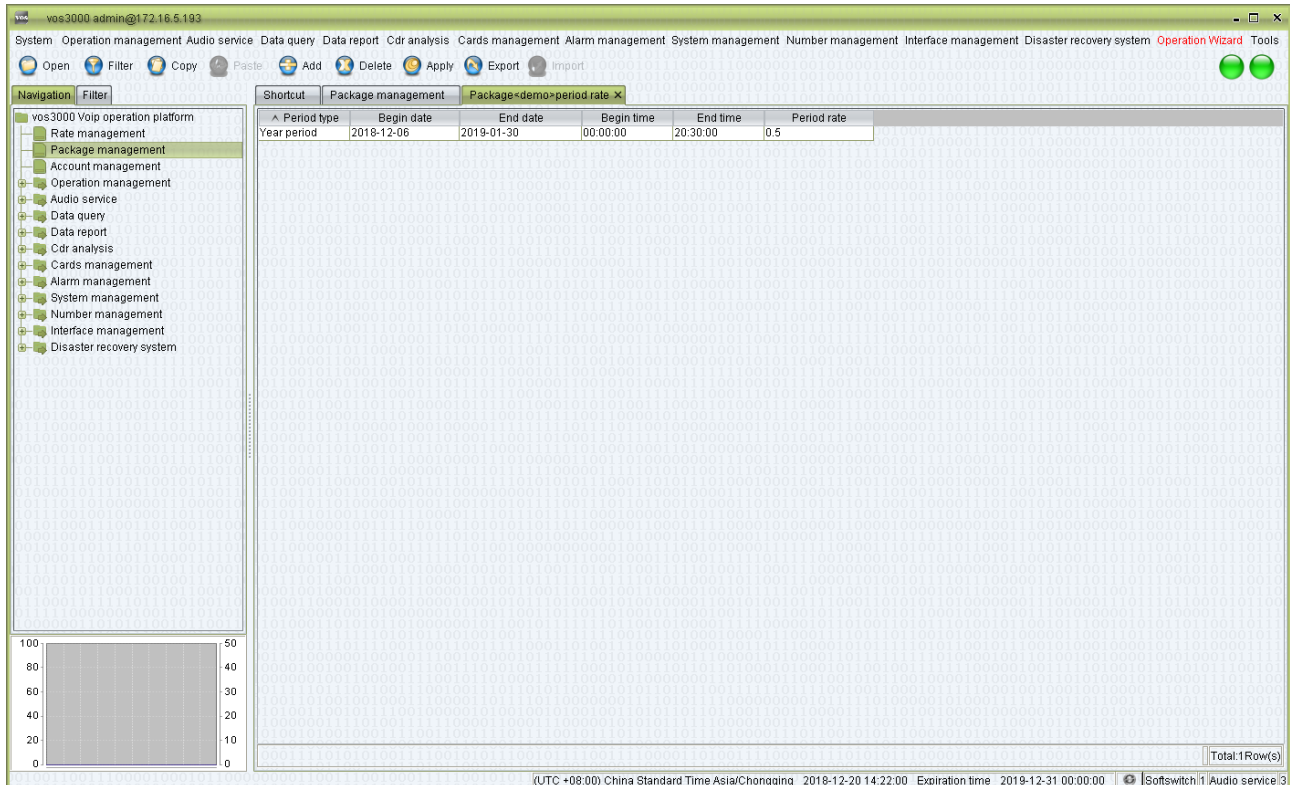 vos vos3000 admin@172.16.5.193
System Operation management Audio service Data query Data report Cdr analysis Cards management Alarm management System management Number management Interface management Disaster recovery system Operation Wizard Tools
Open Filter Copy Paste Add Delete Apply Export Import
Navigation Filter
Shortcut Package management Package<demo>period rate
vos3000 Voip operation platform
Rate management
Package management
Account management
Operation management
Audio service
Data query
Data report
Cdr analysis
Cards management
Alarm management
System management
Number management
Interface management
Disaster recovery system
Period type Begin date End date Begin time End time Period rate
Year period 2018-12-06 2019-01-30 00:00:00 20:30:00 0.5
100 50
80 40
60 30
40 20
20 10
0 0
Total:1Row(s)
(UTC +08:00) China Standard Time Asia/Chongqing 2018-12-20 14:22:00 Expiration time 2019-12-31 00:00:00 Softswitch 1 Audio service 3